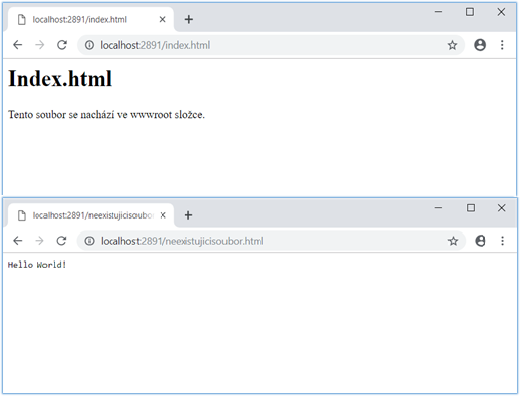 localhost:2891/index.html
localhost:2891/index.html
Index.html
Tento soubor se nachází ve wwwroot složce.
localhost:2891/neexistujicisoubor
localhost:2891/neexistujicisoubor.html
Hello World!